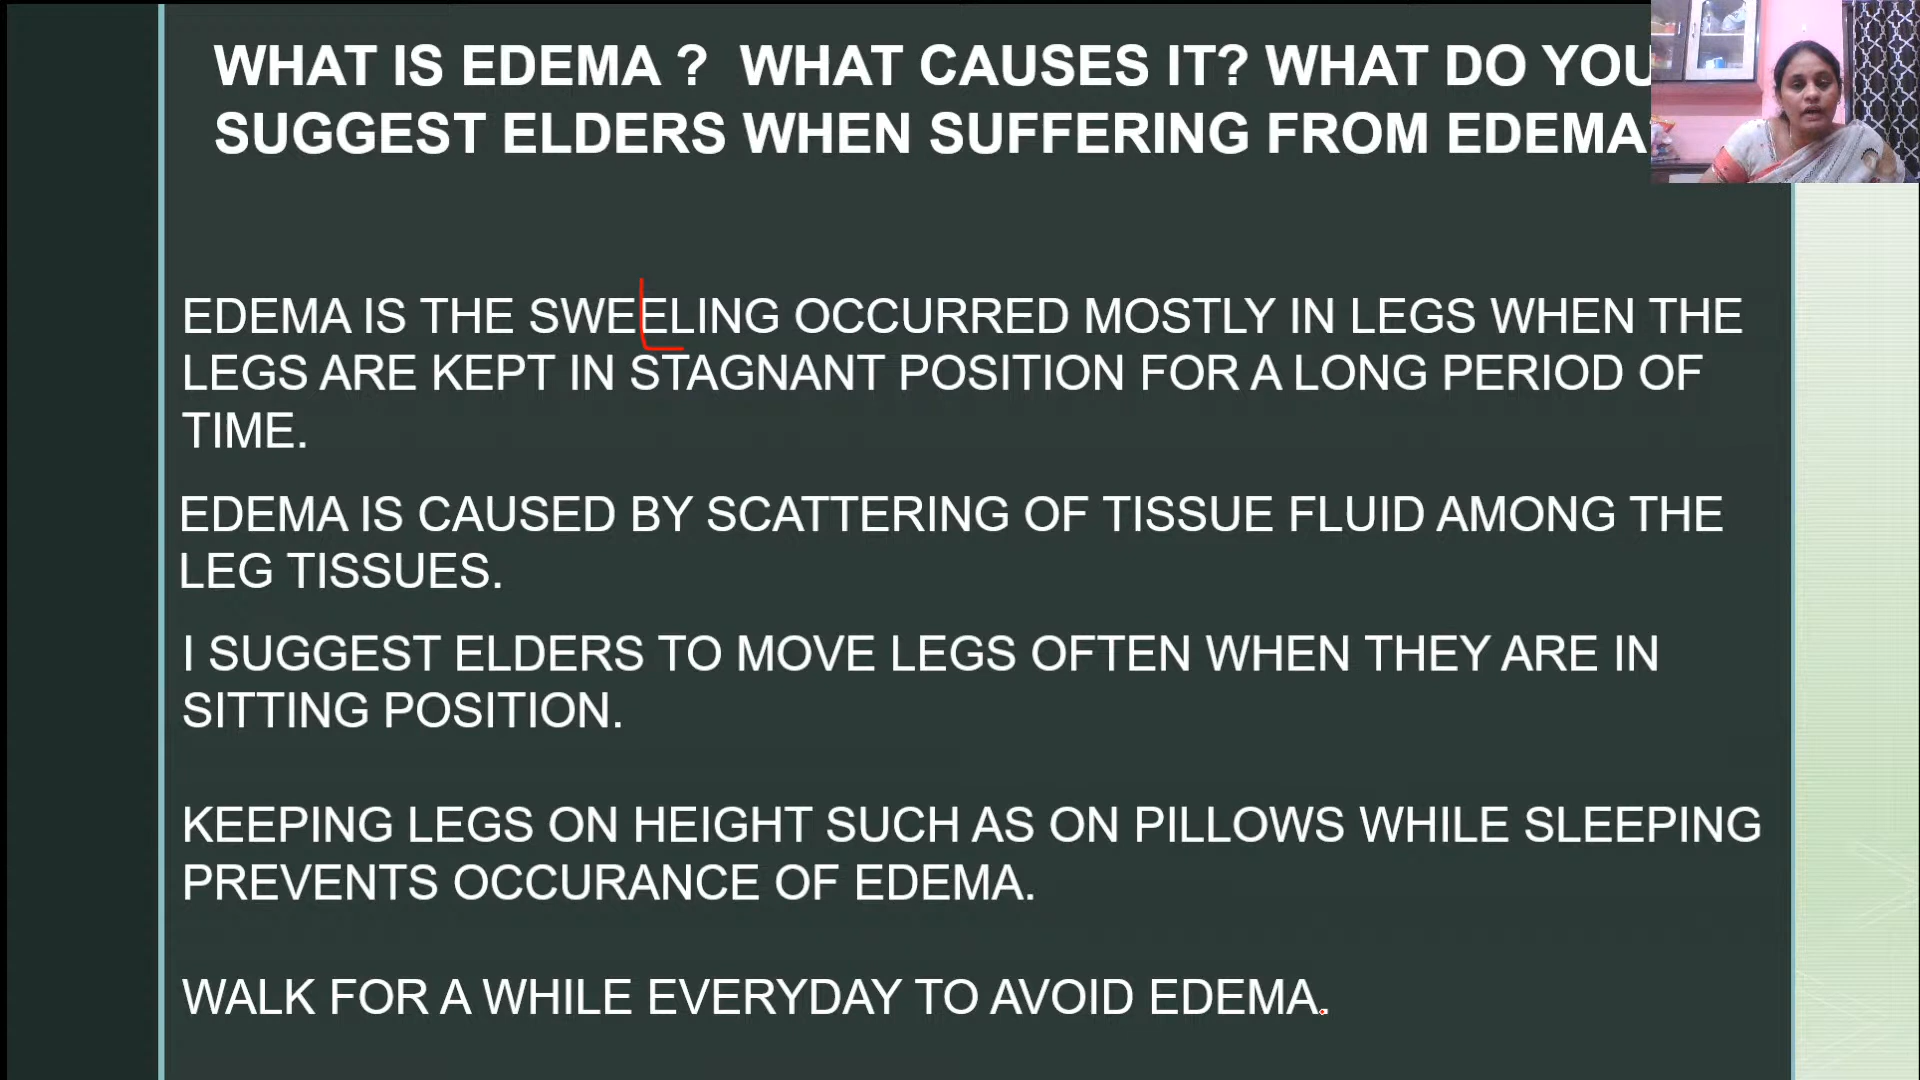 WHAT IS EDEMA ? WHAT CAUSES IT? WHAT DO YOU
SUGGEST ELDERS WHEN SUFFERING FROM EDEMA
EDEMA IS THE SWEELING OCCURRED MOSTLY IN LEGS WHEN THE
LEGS ARE KEPT IN STAGNANT POSITION FOR A LONG PERIOD OF
TIME.
EDEMA IS CAUSED BY SCATTERING OF TISSUE FLUID AMONG THE
LEG TISSUES.
I SUGGEST ELDERS TO MOVE LEGS OFTEN WHEN THEY ARE IN
SITTING POSITION.
KEEPING LEGS ON HEIGHT SUCH AS ON PILLOWS WHILE SLEEPING
PREVENTS OCCURANCE OF EDEMA.
WALK FOR A WHILE EVERYDAY TO AVOID EDEMA.